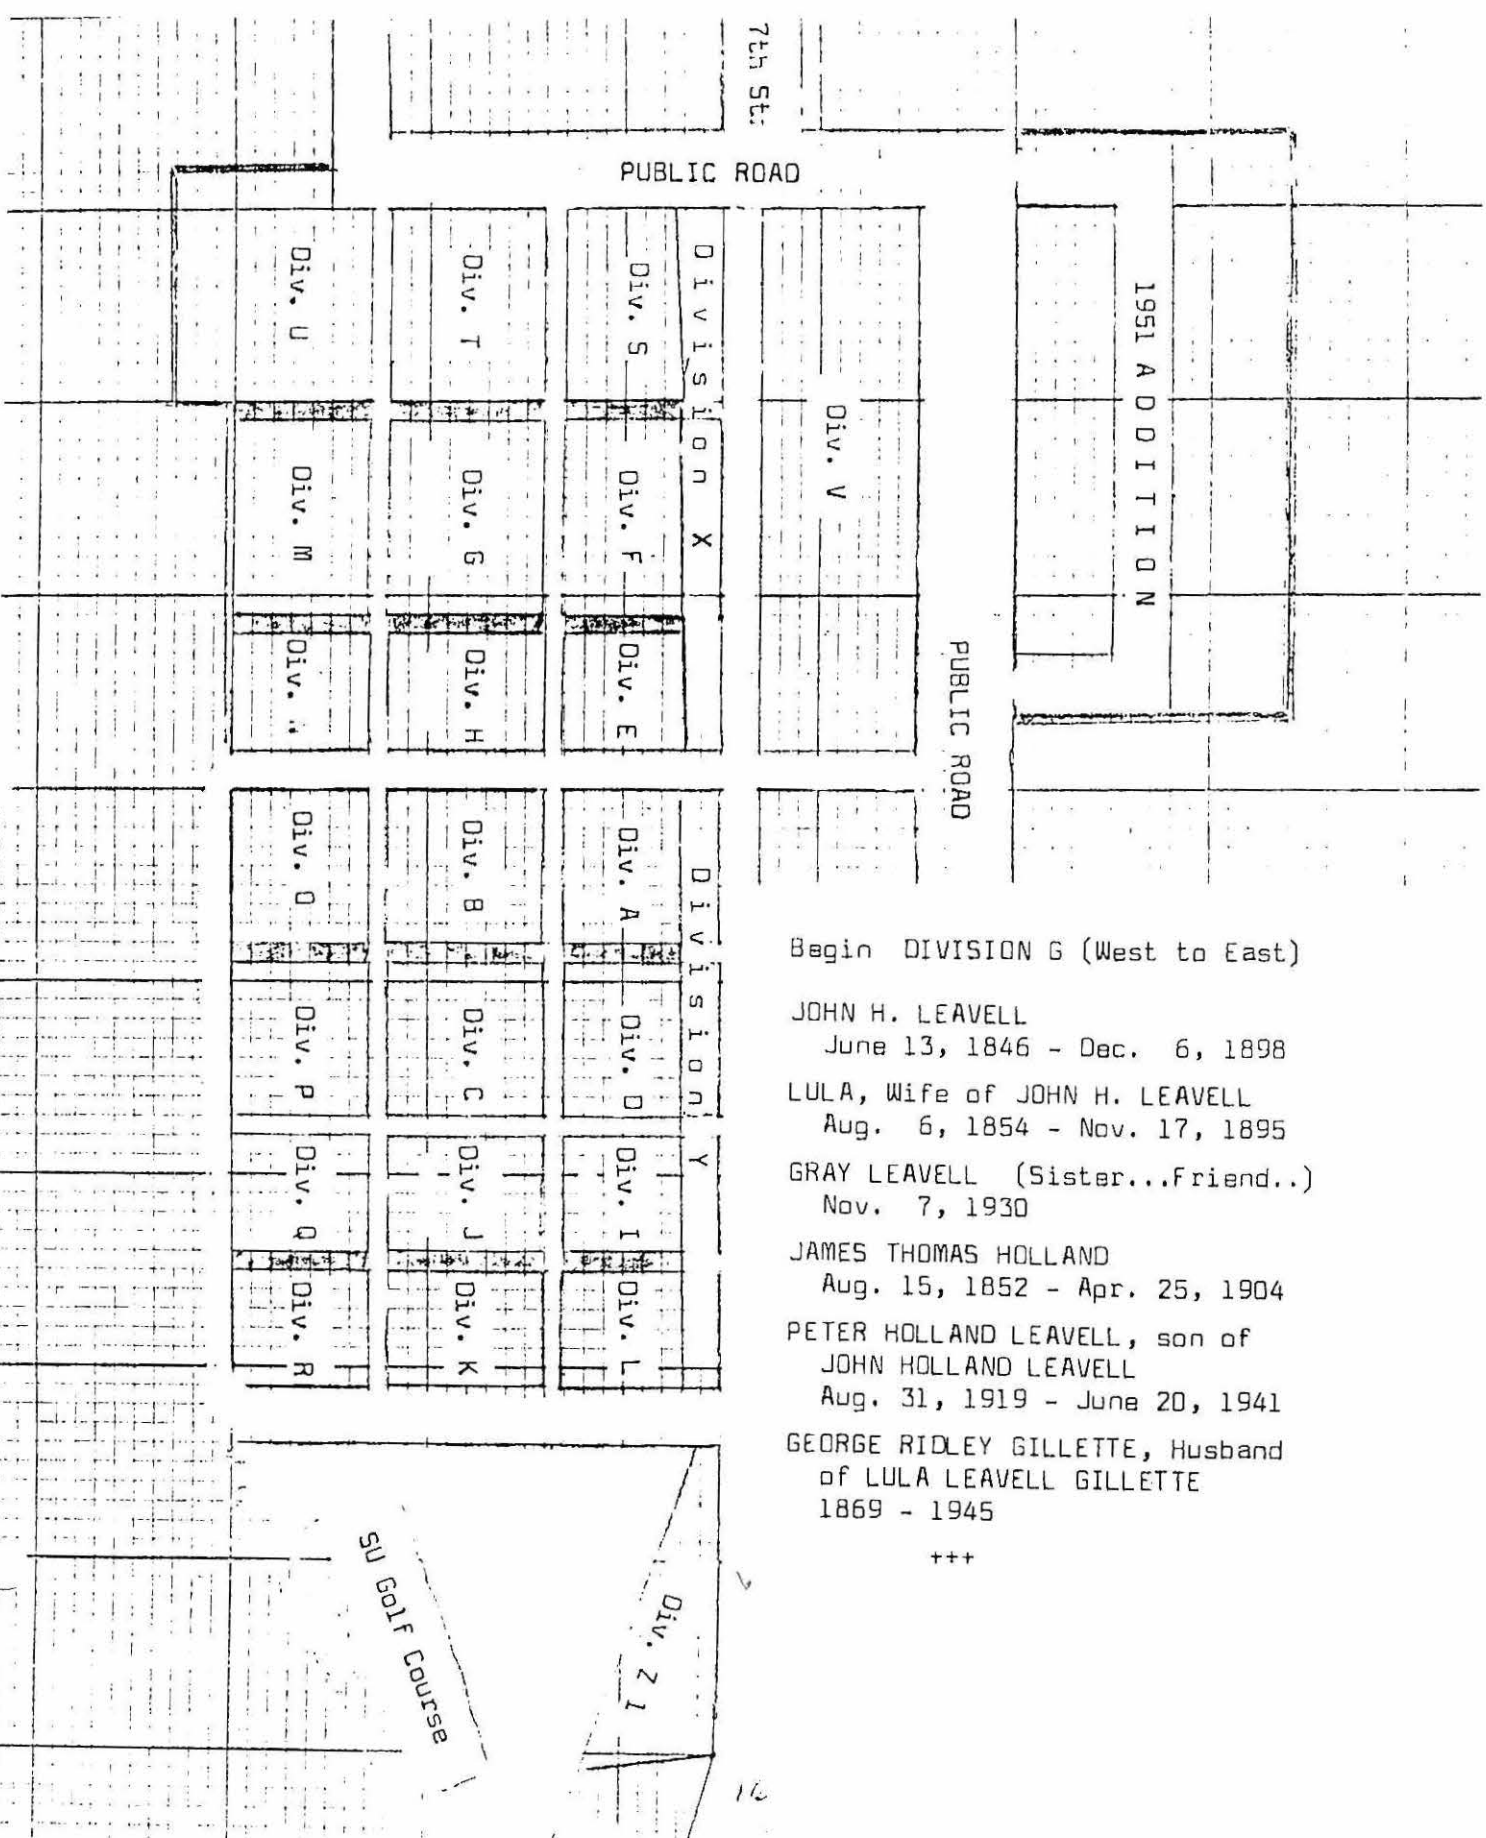 7th St.
PUBLIC ROAD
Div. U
Div. T
Div. S
Division X
Div. V
1951 ADDITION
Div. M
Div. G
Div. F
Div.
Div. H
Div. E
PUBLIC ROAD
Div. O
Div. B
Div. A
Division Y
Div. P
Div. C
Div. D
Div. Q
Div. J
Div. I
Div. R
Div. K
Div. L
SU Golf Course
Div. Z 1
Begin DIVISION G (West to East)
JOHN H. LEAVELL
June 13, 1846 - Dec. 6, 1898
LULA, Wife of JOHN H. LEAVELL
Aug. 6, 1854 - Nov. 17, 1895
GRAY LEAVELL (Sister...Friend..)
Nov. 7, 1930
JAMES THOMAS HOLLAND
Aug. 15, 1852 - Apr. 25, 1904
PETER HOLLAND LEAVELL, son of
JOHN HOLLAND LEAVELL
Aug. 31, 1919 - June 20, 1941
GEORGE RIDLEY GILLETTE, Husband
of LULA LEAVELL GILLETTE
1869 - 1945
+++